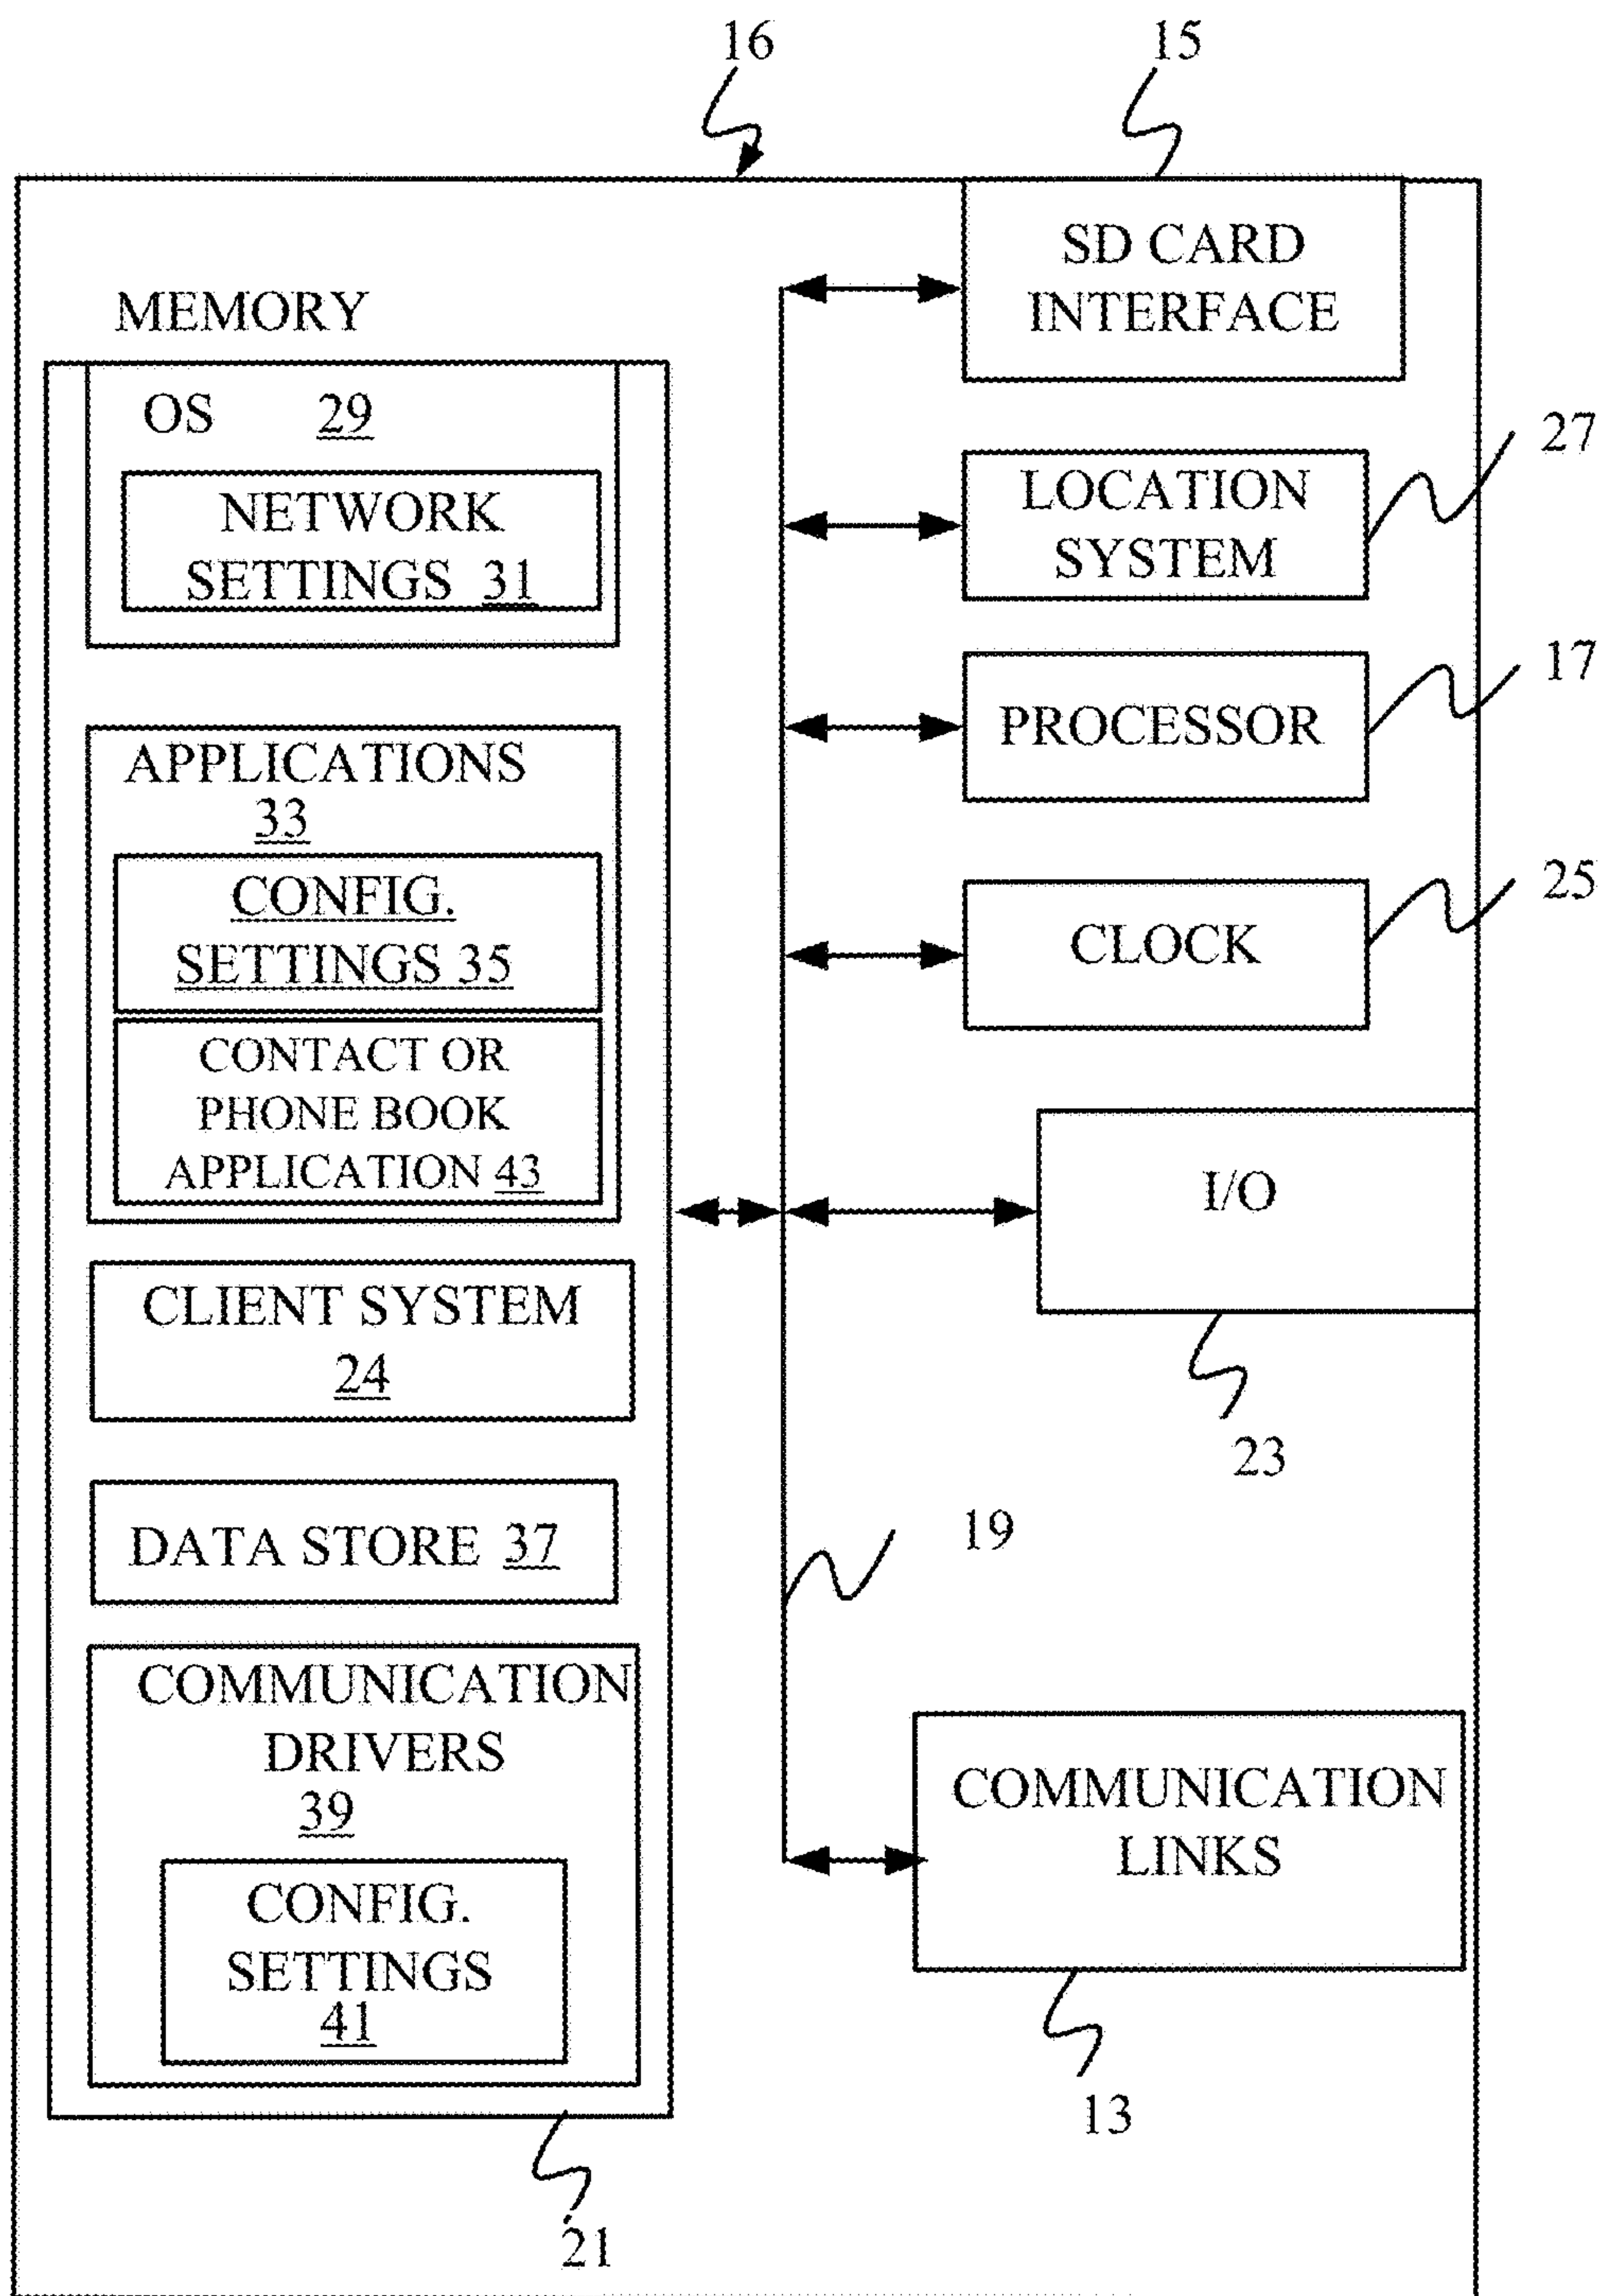 16
15
MEMORY
OS 29
NETWORK
SETTINGS 31
APPLICATIONS
33
CONFIG.
SETTINGS 35
CONTACT OR
PHONE BOOK
APPLICATION 43
CLIENT SYSTEM
24
DATA STORE 37
COMMUNICATION
DRIVERS
39
CONFIG.
SETTINGS
41
21
SD CARD
INTERFACE
LOCATION
SYSTEM
27
PROCESSOR
17
CLOCK
25
I/O
23
19
COMMUNICATION
LINKS
13